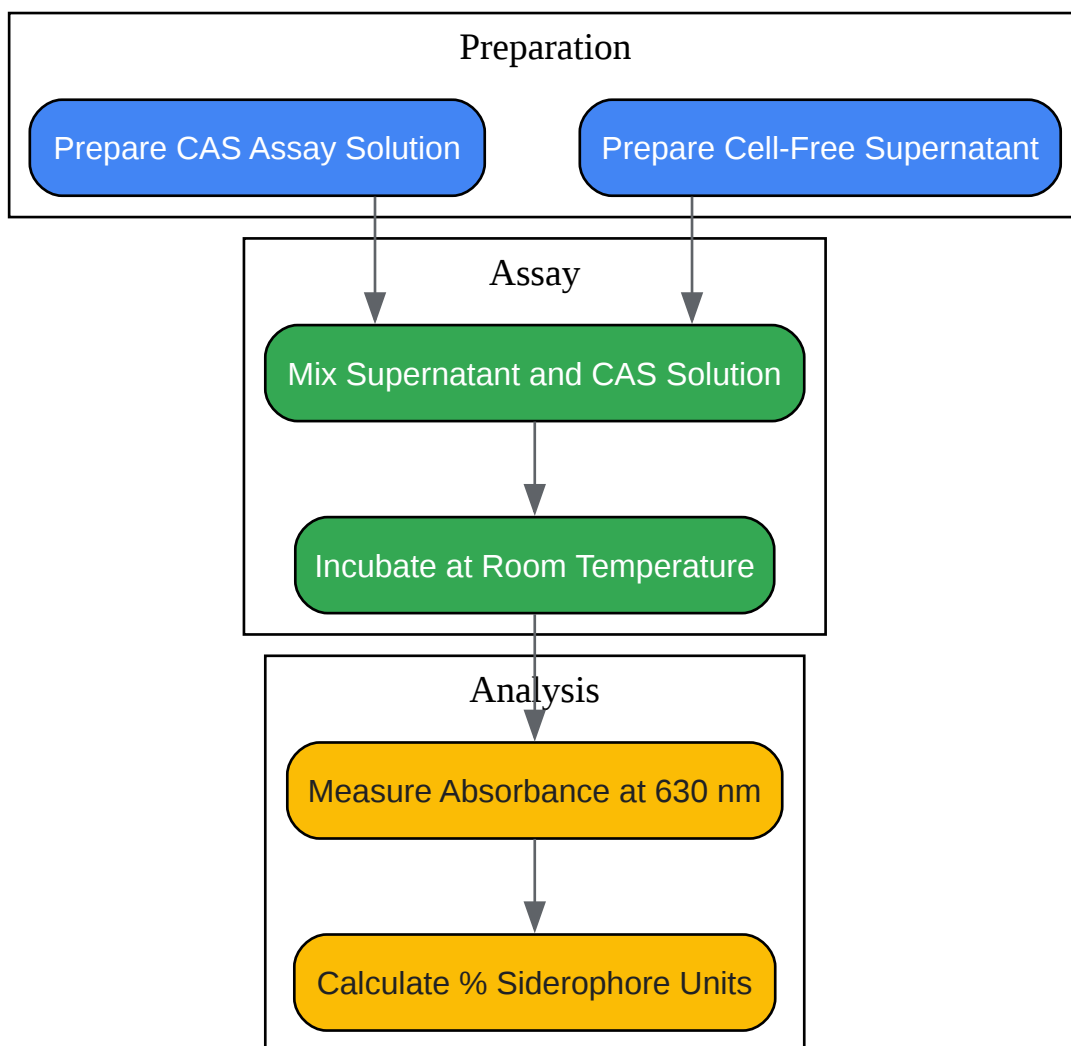 Preparation
Prepare CAS Assay Solution
Prepare Cell-Free Supernatant
Assay
Mix Supernatant and CAS Solution
Incubate at Room Temperature
Analysis
Measure Absorbance at 630 nm
Calculate % Siderophore Units